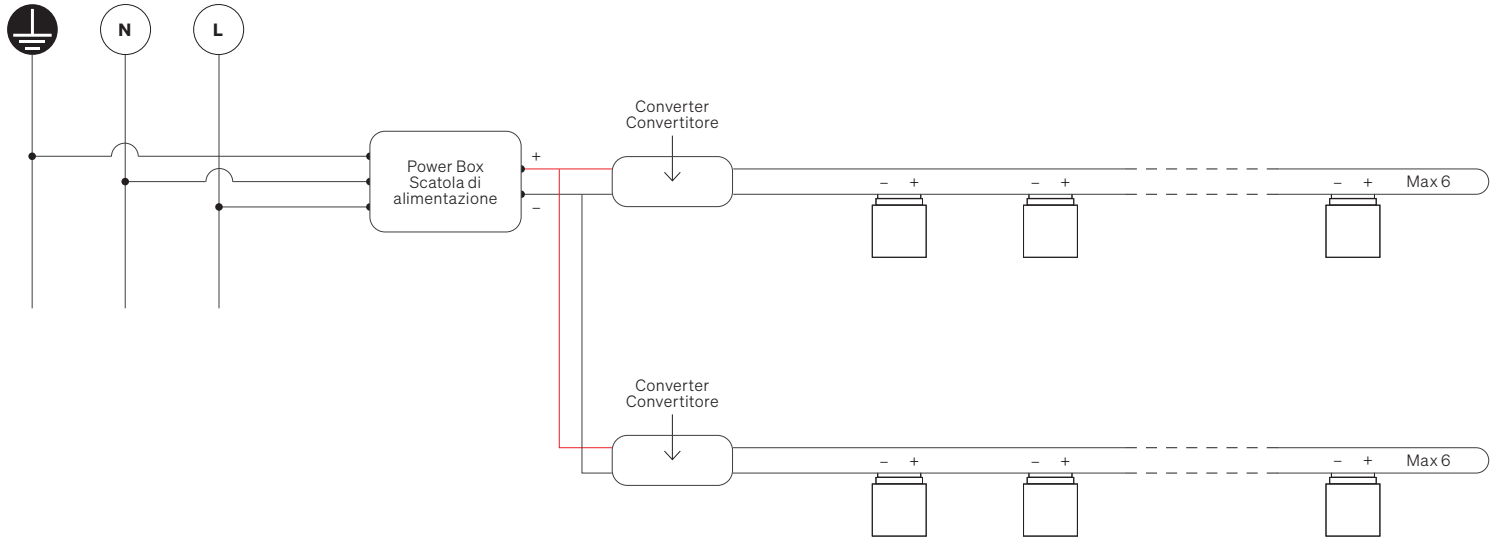 N
L
Power Box
Scatola di
alimentazione
+
–
Converter
Convertitore
– +
– +
– +
Max 6
Converter
Convertitore
– +
– +
– +
Max 6